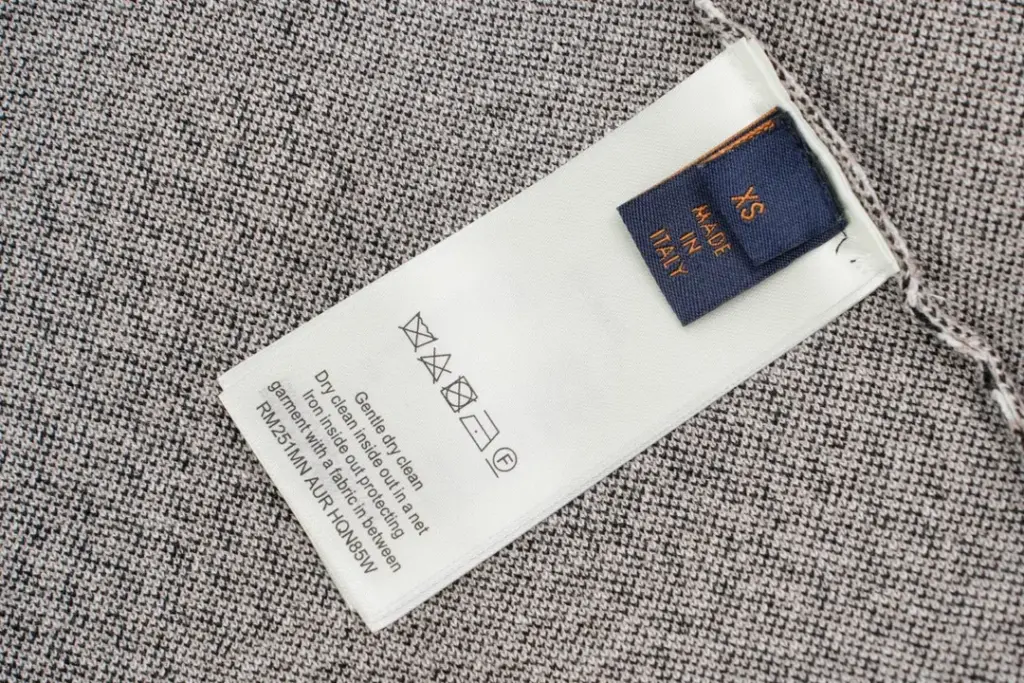 XS
MADE
IN
ITALY
F
Gentle dry clean
Dry clean inside out in a net
Iron inside out protecting
garment with a fabric in between
RM251MN AUR HQN85W